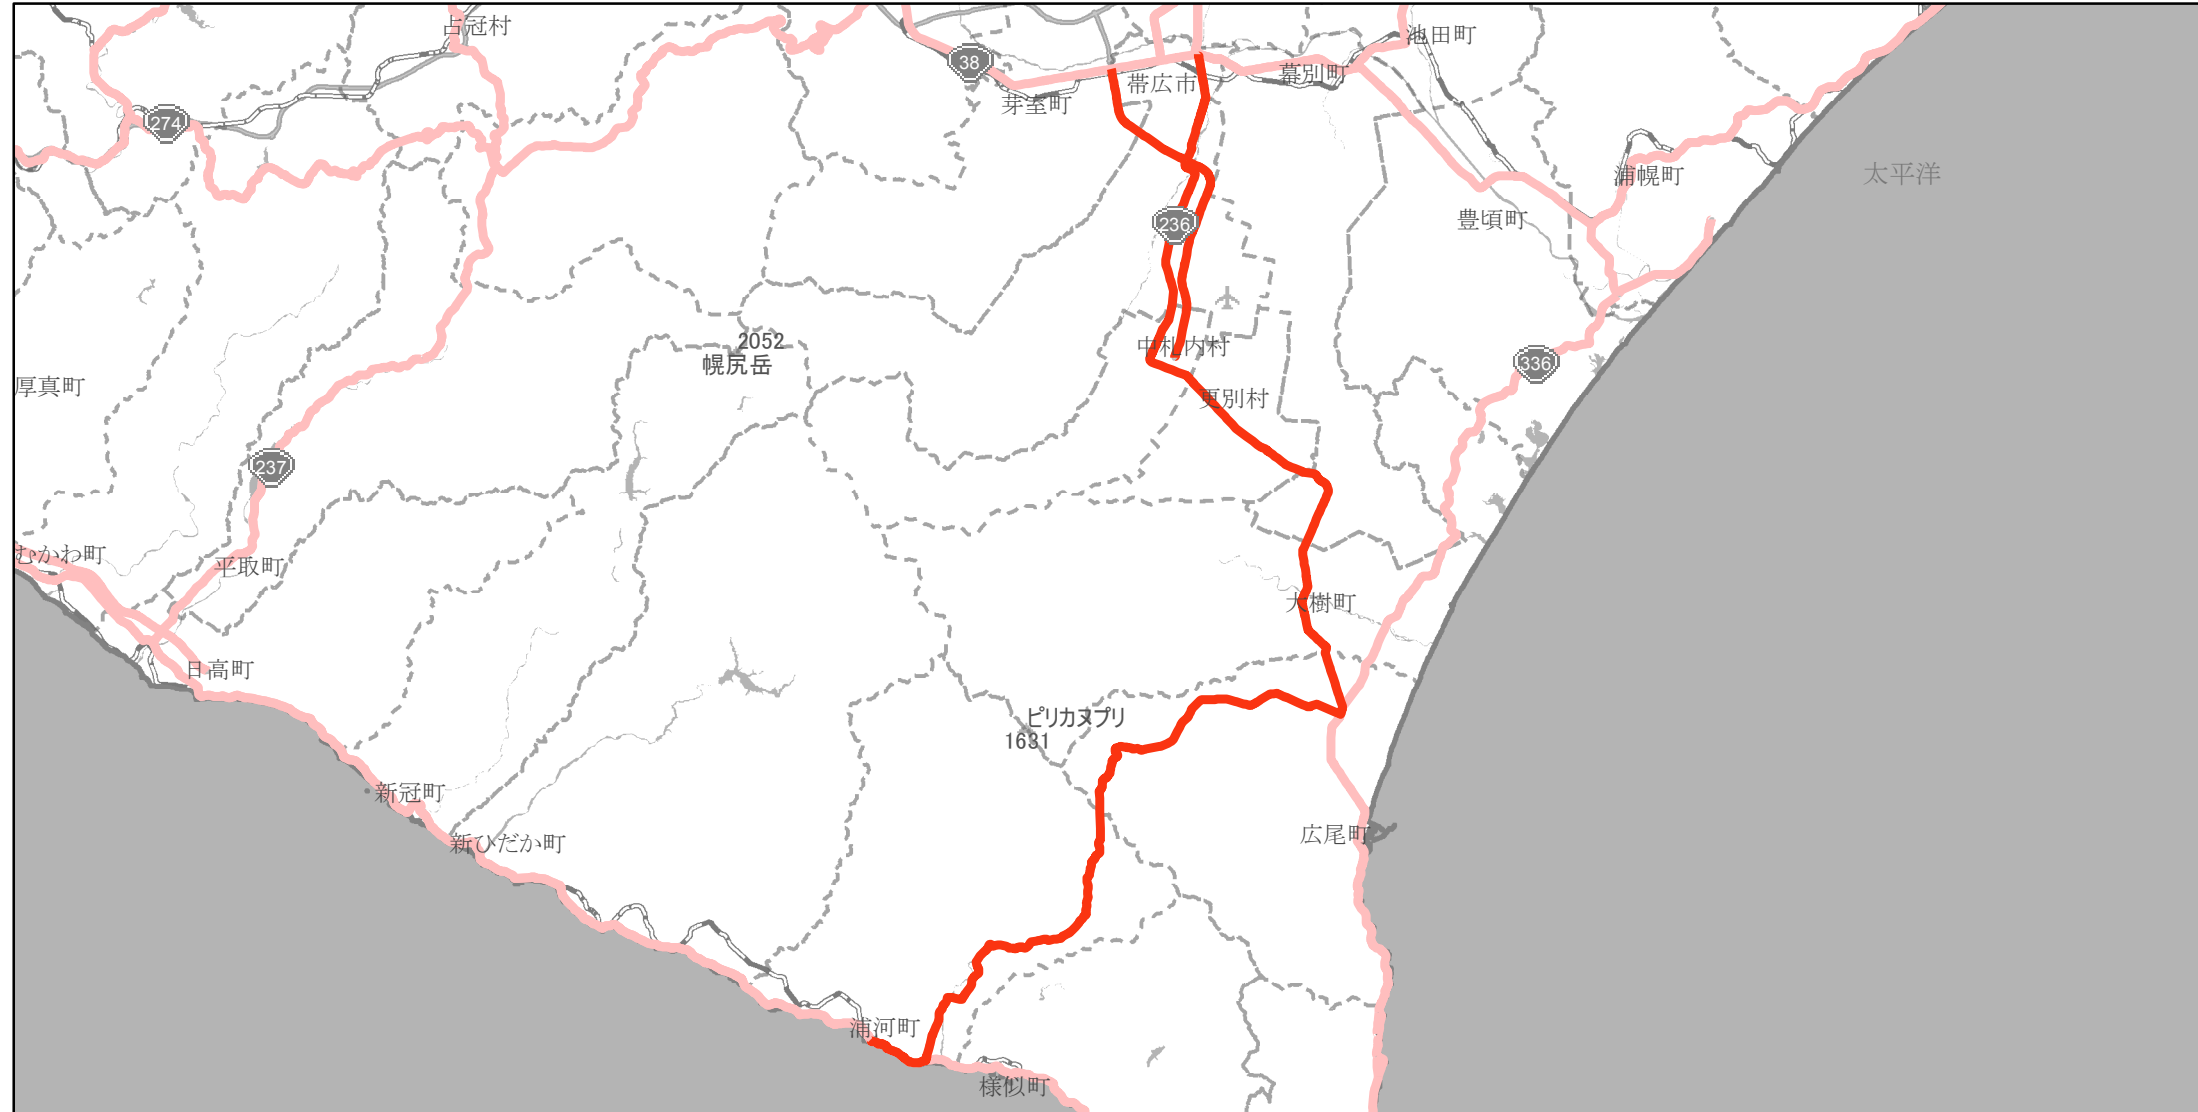 占冠村
池田町
38
幕別町
帯広市
芽室町
274
太平洋
浦幌町
豊頃町
236
2052
幌尻岳
中札内村
336
厚真町
更別村
237
むかわ町
平取町
大樹町
日高町
ピリカヌプリ
1631
新冠町
広尾町
新ひだか町
浦河町
様似町